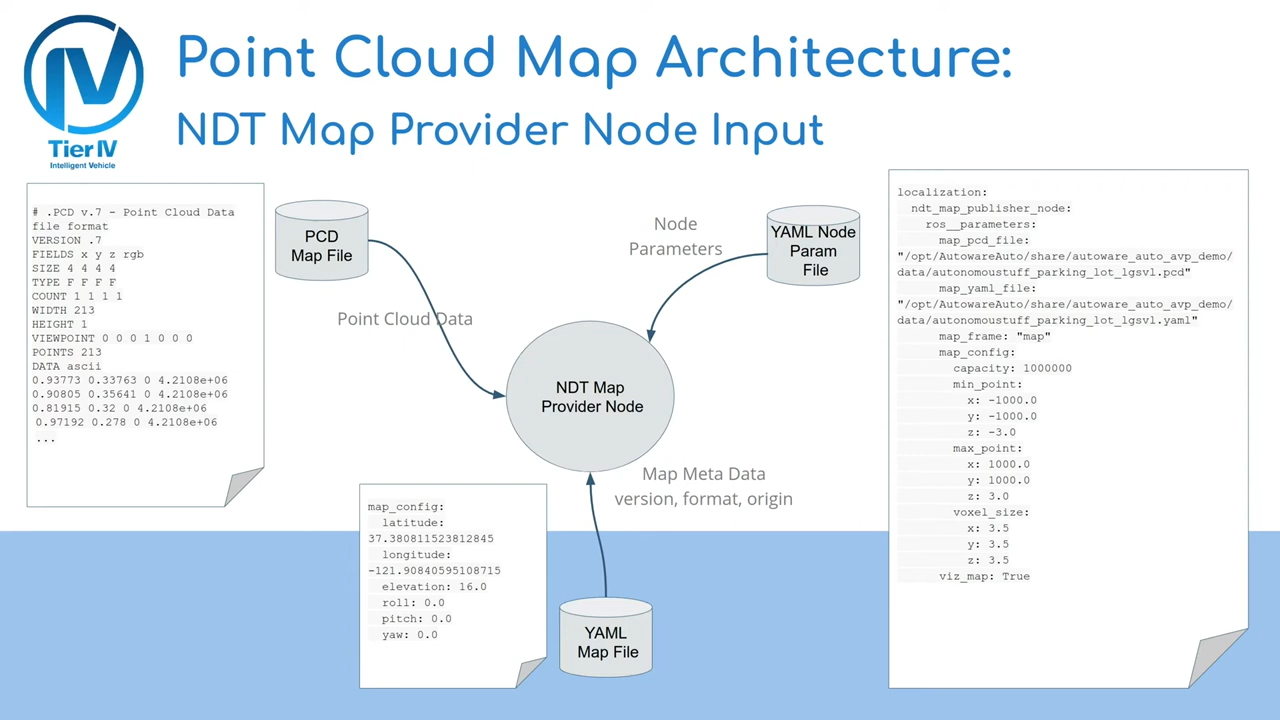 Point Cloud Map Architecture:
NDT Map Provider Node Input
IV
Tier IV
Intelligent Vehicle
# .PCD v.7 - Point Cloud Data
file format
VERSION .7
FIELDS x y z rgb
SIZE 4 4 4 4
TYPE F F F F
COUNT 1 1 1 1
WIDTH 213
HEIGHT 1
VIEWPOINT 0 0 0 1 0 0 0
POINTS 213
DATA ascii
0.93773 0.33763 0 4.2108e+06
0.90805 0.35641 0 4.2108e+06
0.81915 0.32 0 4.2108e+06
0.97192 0.278 0 4.2108e+06
...
PCD
Map File
Point Cloud Data
Node
Parameters
YAML Node
Param
File
NDT Map
Provider Node
Map Meta Data
version, format, origin
map_config:
latitude:
37.380811523812845
longitude:
-121.90840595108715
elevation: 16.0
roll: 0.0
pitch: 0.0
yaw: 0.0
YAML
Map File
localization:
ndt_map_publisher_node:
ros__parameters:
map_pcd_file:
"/opt/AutowareAuto/share/autoware_auto_avp_demo/
data/autonomoustuff_parking_lot_lgsvl.pcd"
map_yaml_file:
"/opt/AutowareAuto/share/autoware_auto_avp_demo/
data/autonomoustuff_parking_lot_lgsvl.yaml"
map_frame: "map"
map_config:
capacity: 1000000
min_point:
x: -1000.0
y: -1000.0
z: -3.0
max_point:
x: 1000.0
y: 1000.0
z: 3.0
voxel_size:
x: 3.5
y: 3.5
z: 3.5
viz_map: True